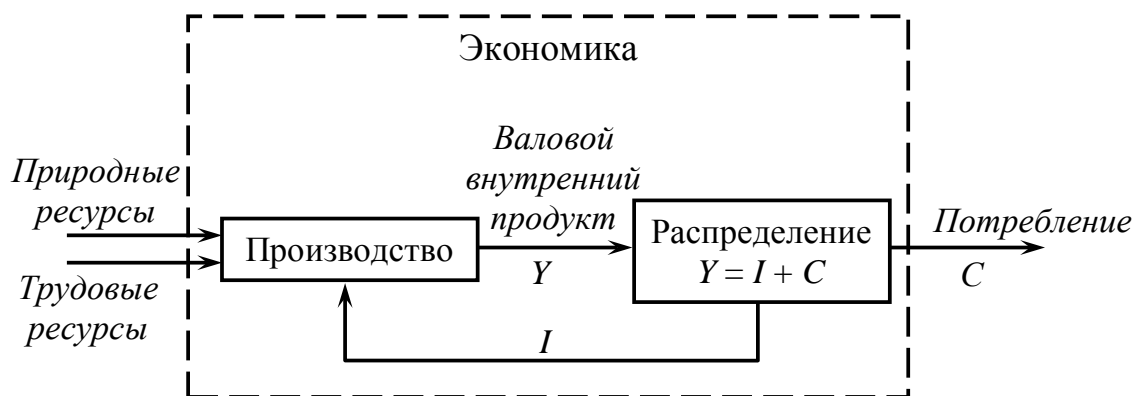 Экономика
Природные
ресурсы
Трудовые
ресурсы
Производство
Валовой
внутренний
продукт
Y
Распределение
Y = I + C
Потребление
C
I